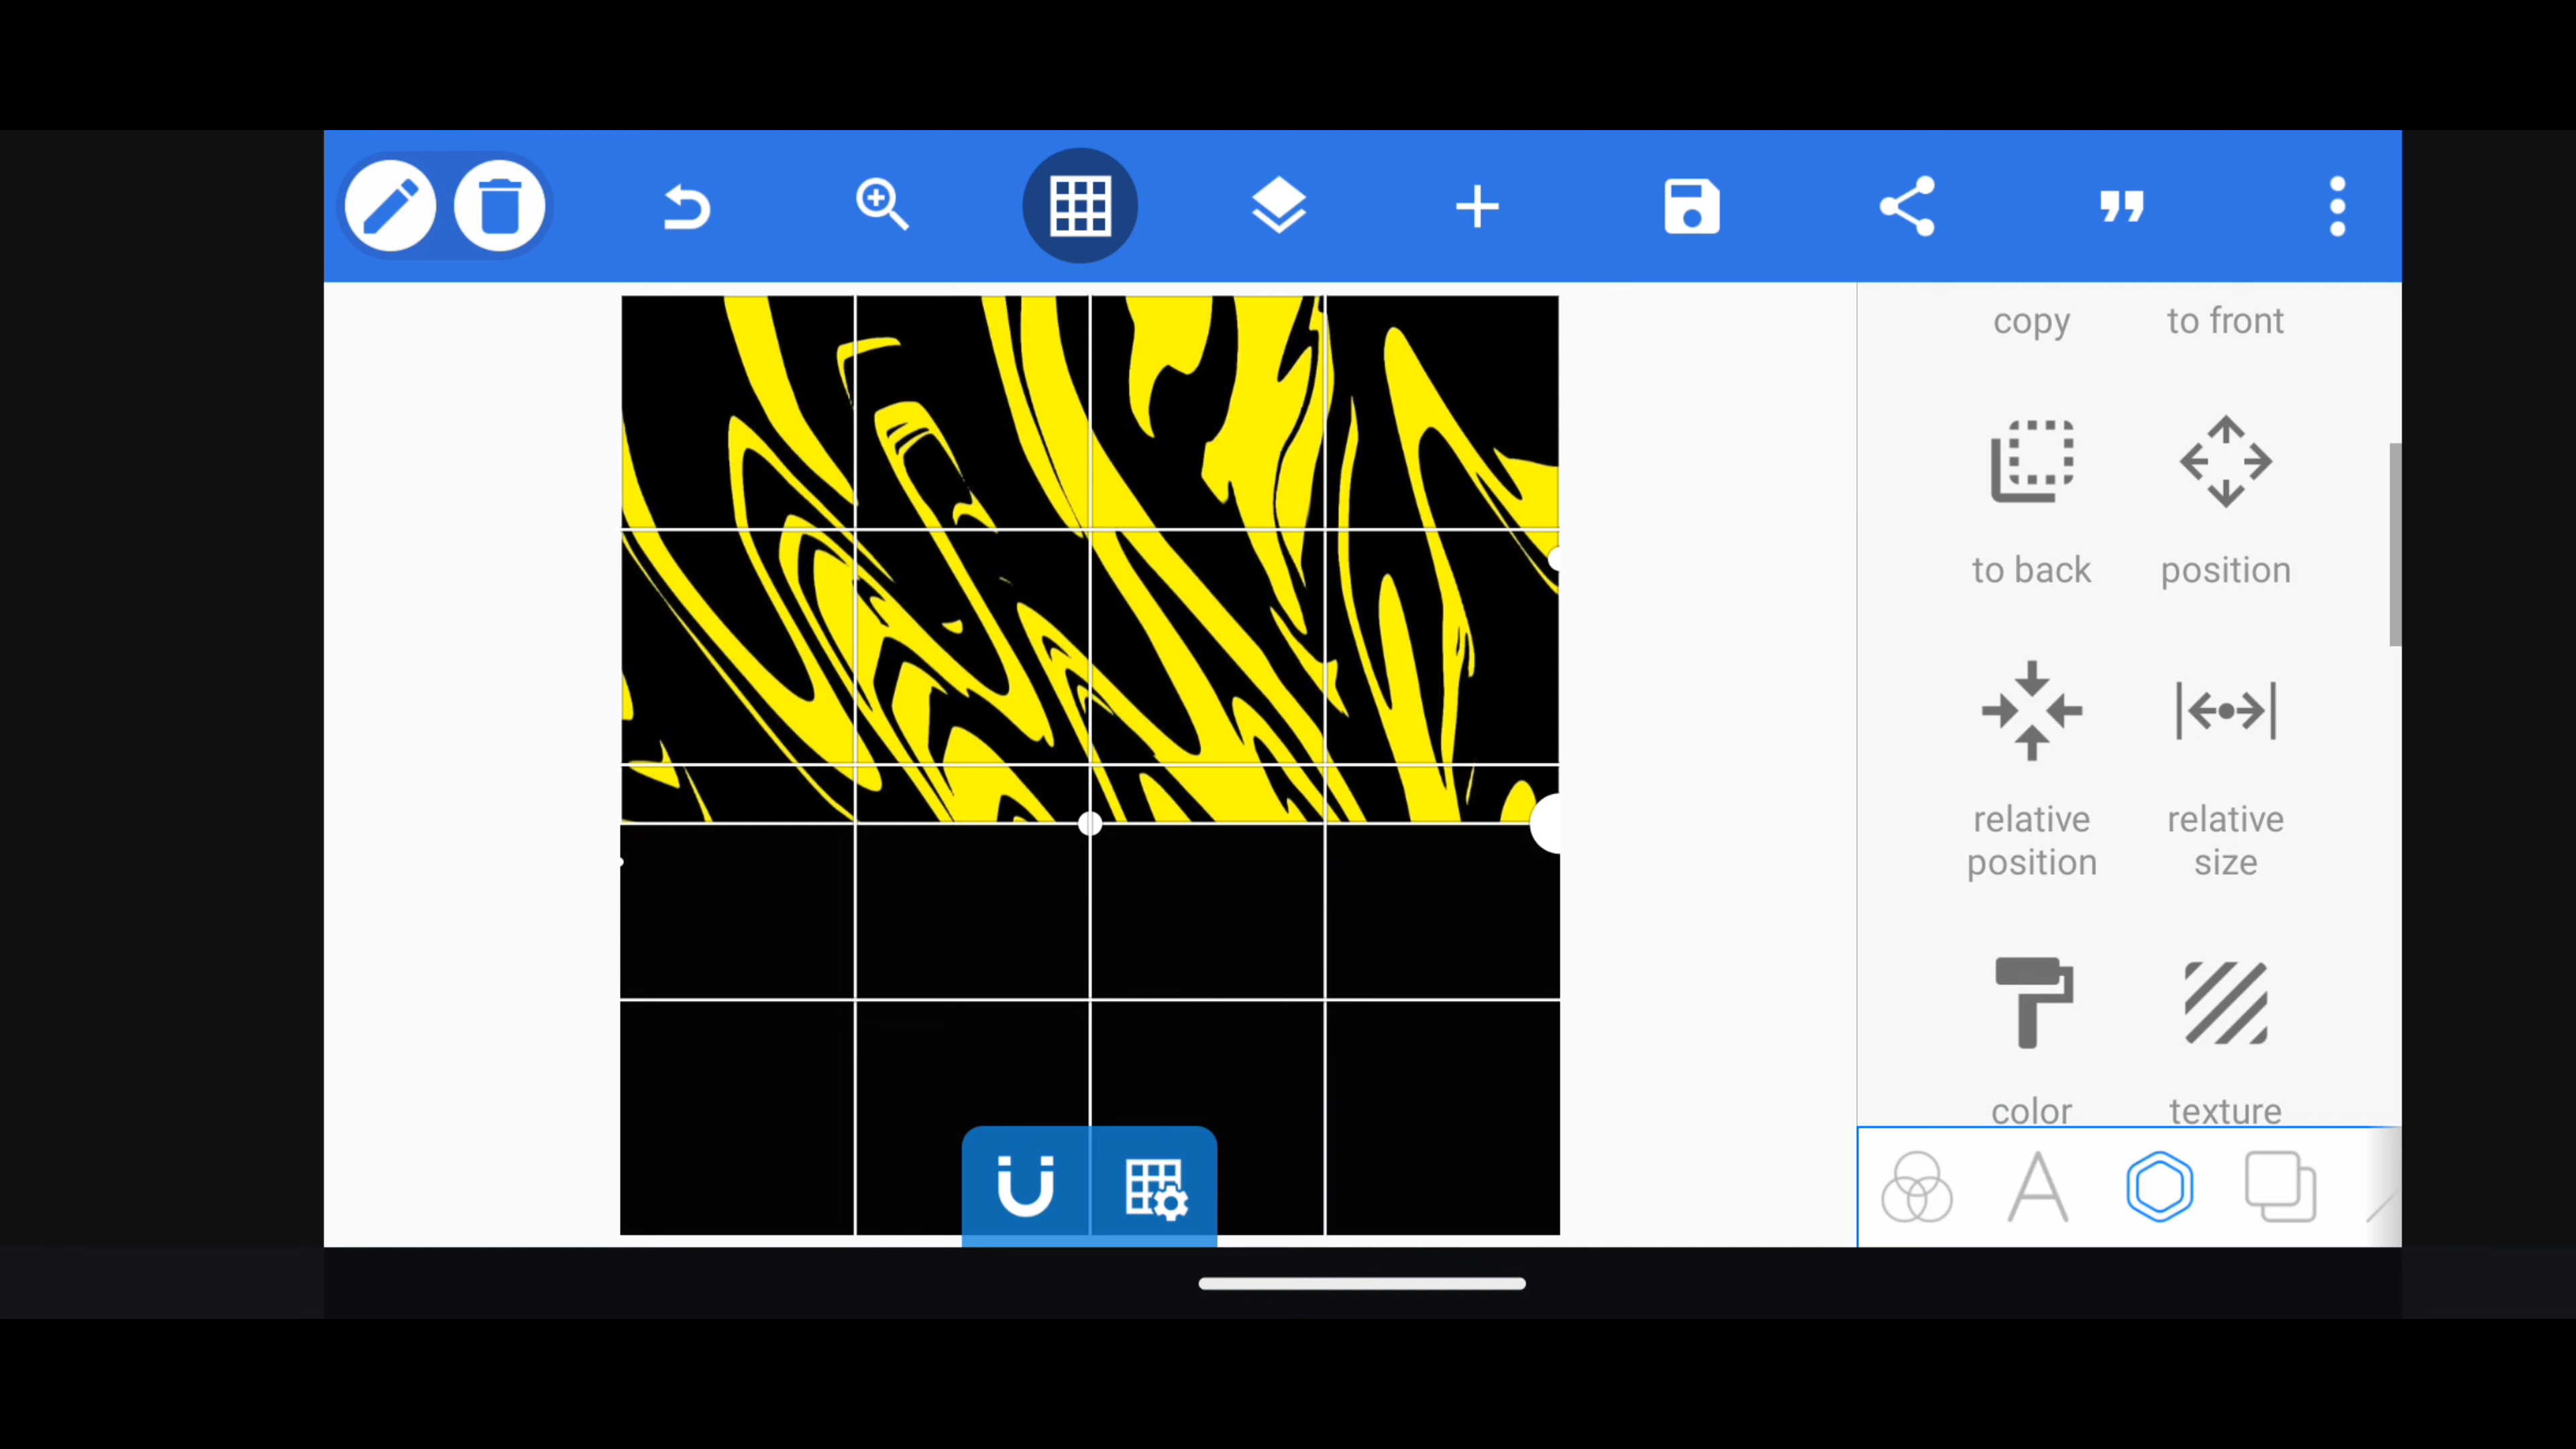 copy
to front
to back
position
relative
position
relative
size
color
texture